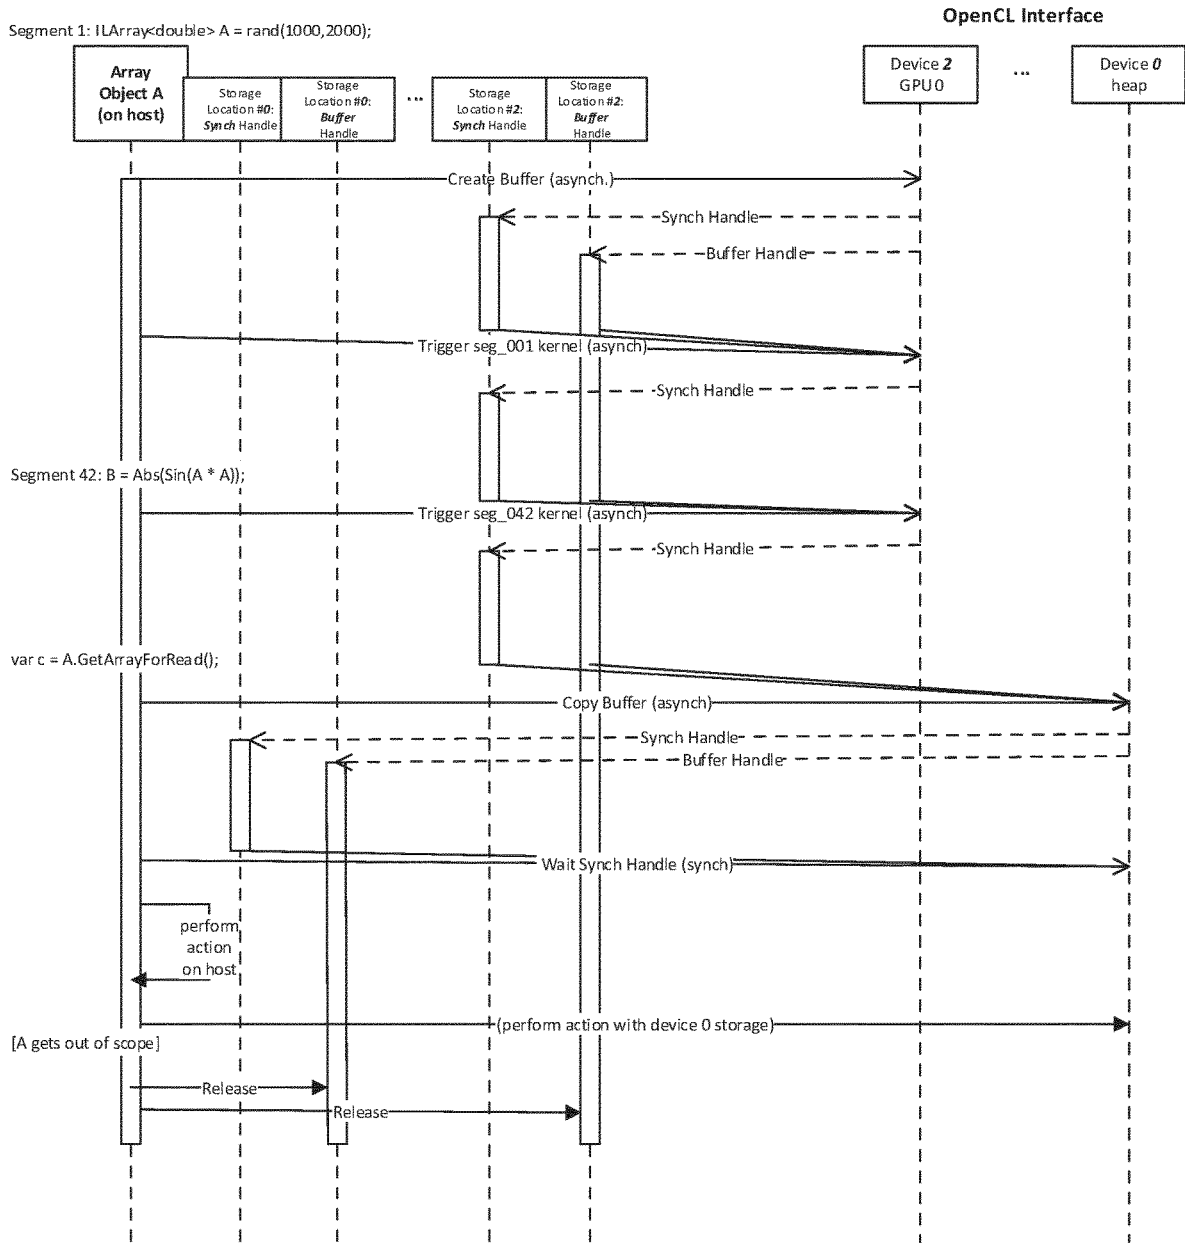 OpenCL Interface
Segment 1: ILArray<double> A = rand(1000,2000);
Array
Object A
(on host)
Storage
Location #0:
Synch Handle
Storage
Location #0:
Buffer
Handle
...
Storage
Location #2:
Synch Handle
Storage
Location #2:
Buffer
Handle
Device 2
GPU 0
...
Device 0
heap
Create Buffer (asynch.)
Synch Handle
Buffer Handle
Trigger seg_001 kernel (asynch)
Synch Handle
Segment 42: B = Abs(Sin(A * A));
Trigger seg_042 kernel (asynch)
Synch Handle
var c = A.GetArrayForRead();
Copy Buffer (asynch)
Synch Handle
Buffer Handle
Wait Synch Handle (synch)
perform
action
on host
(perform action with device 0 storage)
[A gets out of scope]
Release
Release